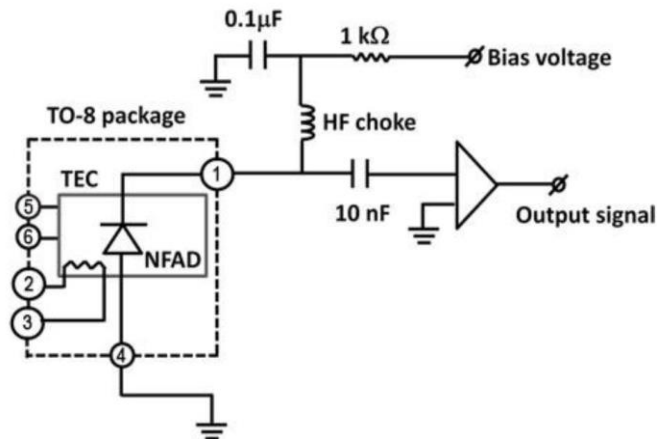 0.1µF
1 kΩ
Bias voltage
TO-8 package
HF choke
1
TEC
5
6
NFAD
10 nF
Output signal
2
3
4